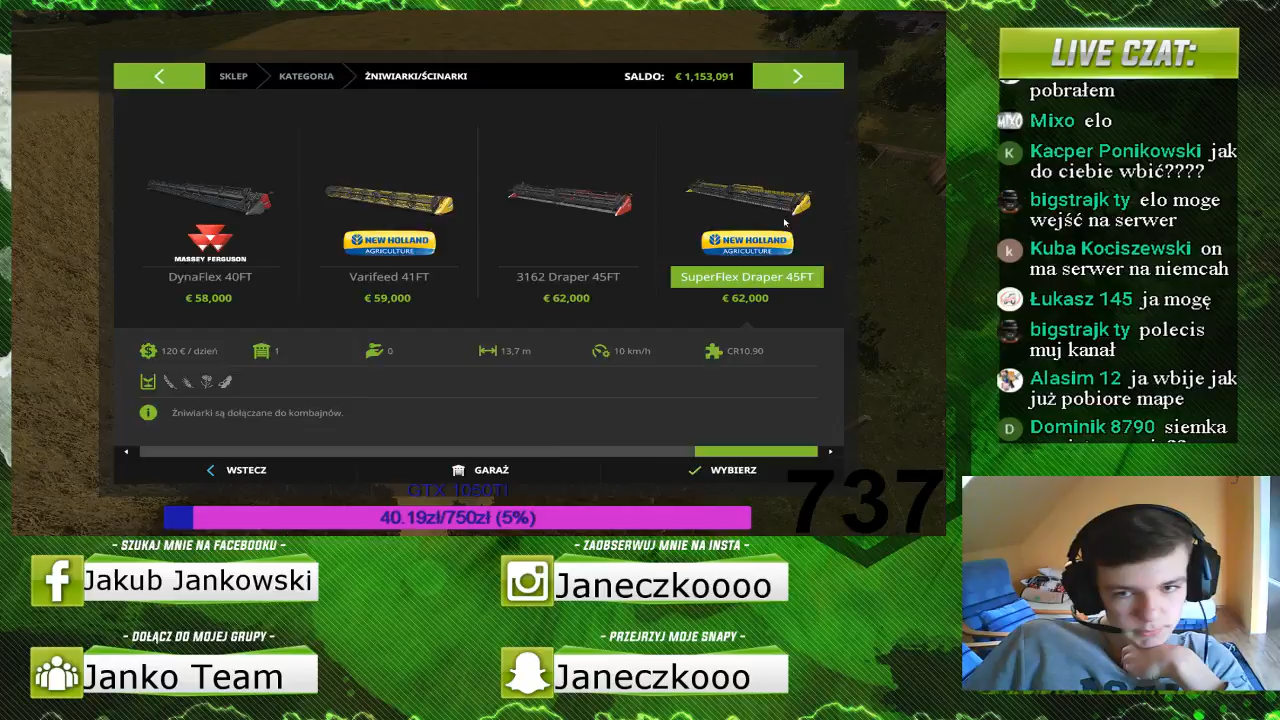 SKLEP
KATEGORIA
ŻNIWIARKI/ŚCINARKI
SALDO: € 1,153,091
MASSEY FERGUSON
NEW HOLLAND
AGRICULTURE
NEW HOLLAND
AGRICULTURE
DynaFlex 40FT
Varifeed 41FT
3162 Draper 45FT
SuperFlex Draper 45FT
€ 58,000
€ 59,000
€ 62,000
€ 62,000
120 € / dzień
1
0
13,7 m
10 km/h
CR10.90
Żniwiarki są dołączane do kombajnów.
WSTECZ
GARAŻ
WYBIERZ
GTX 1060TI
40.19zł/750zł (5%)
737
LIVE CZAT:
pobrałem
MIXO
Mixo elo
K
Kacper Ponikowski jak
do ciebie wbić????
bigstrajk ty elo moge
wejść na serwer
k
Kuba Kociszewski on
ma serwer na niemcah
Łukasz 145 ja mogę
bigstrajk ty polecis
muj kanał
Alasim 12 ja wbije jak
już pobiore mape
D
Dominik 8790 siemka
- SZUKAJ MNIE NA FACEBOOKU -
f
Jakub Jankowski
- ZAOBSERWUJ MNIE NA INSTA -
Janeczkoooo
- DOŁĄCZ DO MOJEJ GRUPY -
Janko Team
- PRZEJRZYJ MOJE SNAPY -
Janeczkooo